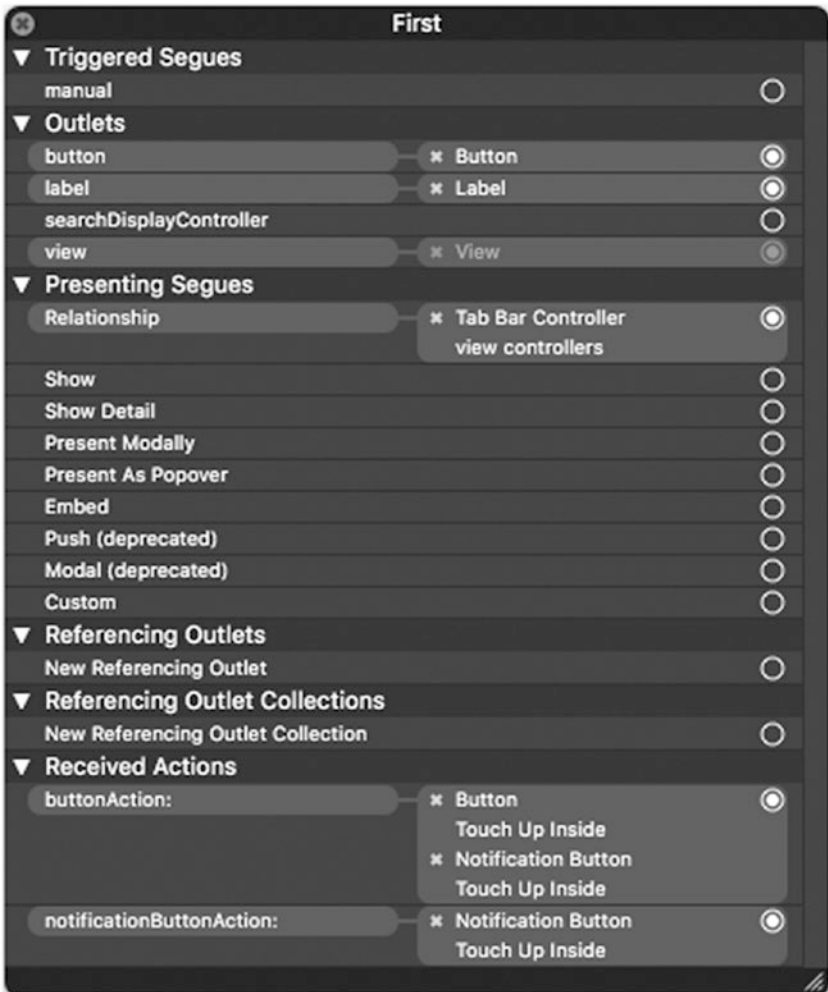 First
Triggered Segues
manual
Outlets
button Button
label Label
searchDisplayController
view View
Presenting Segues
Relationship Tab Bar Controller
view controllers
Show
Show Detail
Present Modally
Present As Popover
Embed
Push (deprecated)
Modal (deprecated)
Custom
Referencing Outlets
New Referencing Outlet
Referencing Outlet Collections
New Referencing Outlet Collection
Received Actions
buttonAction: Button
Touch Up Inside
Notification Button
Touch Up Inside
notificationButtonAction: Notification Button
Touch Up Inside